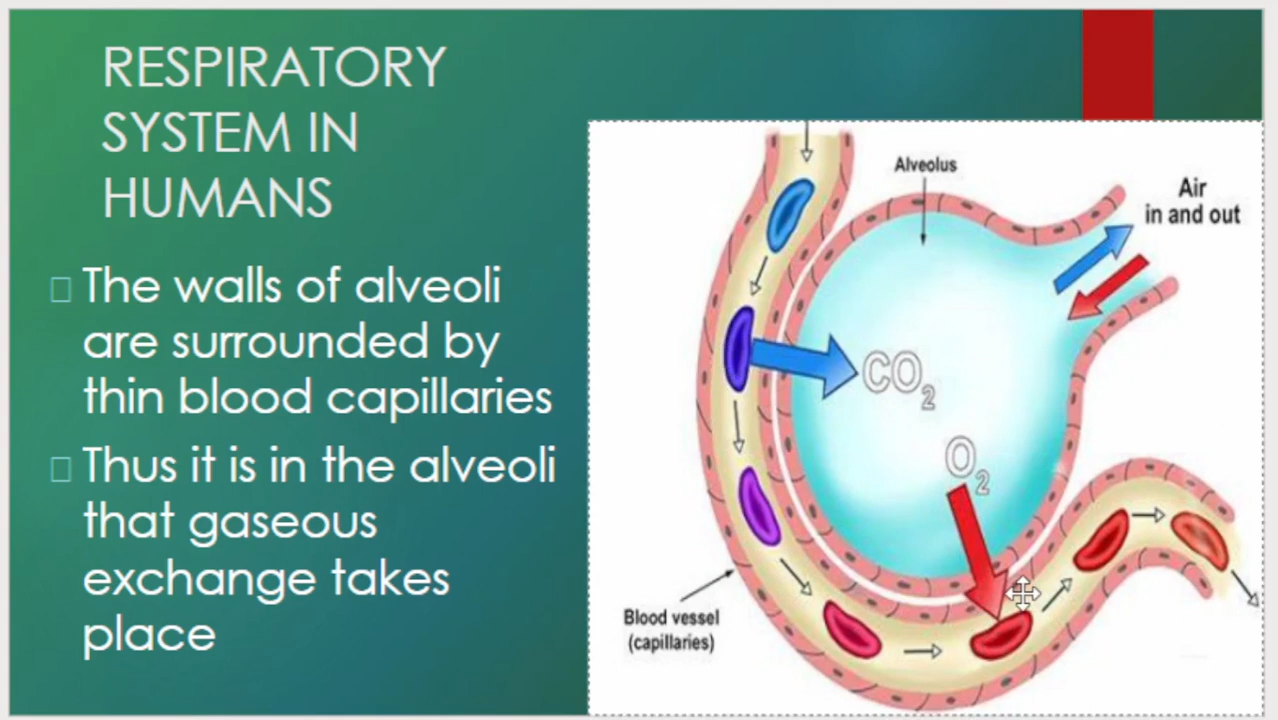 RESPIRATORY
SYSTEM IN
HUMANS
The walls of alveoli
are surrounded by
thin blood capillaries
Thus it is in the alveoli
that gaseous
exchange takes
place
Alveolus
Air
in and out
CO₂
O₂
Blood vessel
(capillaries)